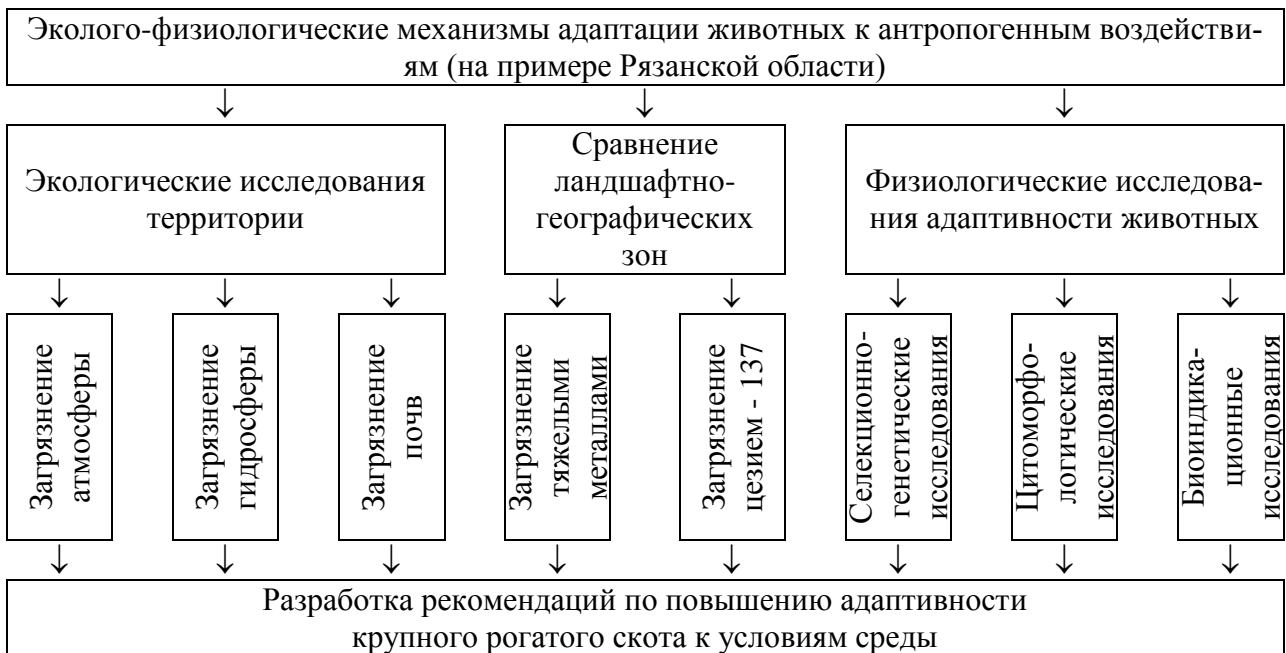 Эколого-физиологические механизмы адаптации животных к антропогенным воздействи-
ям (на примере Рязанской области)
↓ ↓ ↓
Экологические исследования
территории
Сравнение
ландшафтно-
географических
зон
Физиологические исследова-
ния адаптивности животных
↓ ↓ ↓ ↓ ↓ ↓ ↓ ↓
Загрязнение
атмосферы
Загрязнение
гидросферы
Загрязнение
почв
Загрязнение
тяжелыми
металлами
Загрязнение
цезием - 137
Селекционно-
генетические
исследования
Цитоморфо-
логические
исследования
Биоиндика-
ционные
исследования
↓ ↓ ↓ ↓ ↓ ↓ ↓ ↓
Разработка рекомендаций по повышению адаптивности
крупного рогатого скота к условиям среды